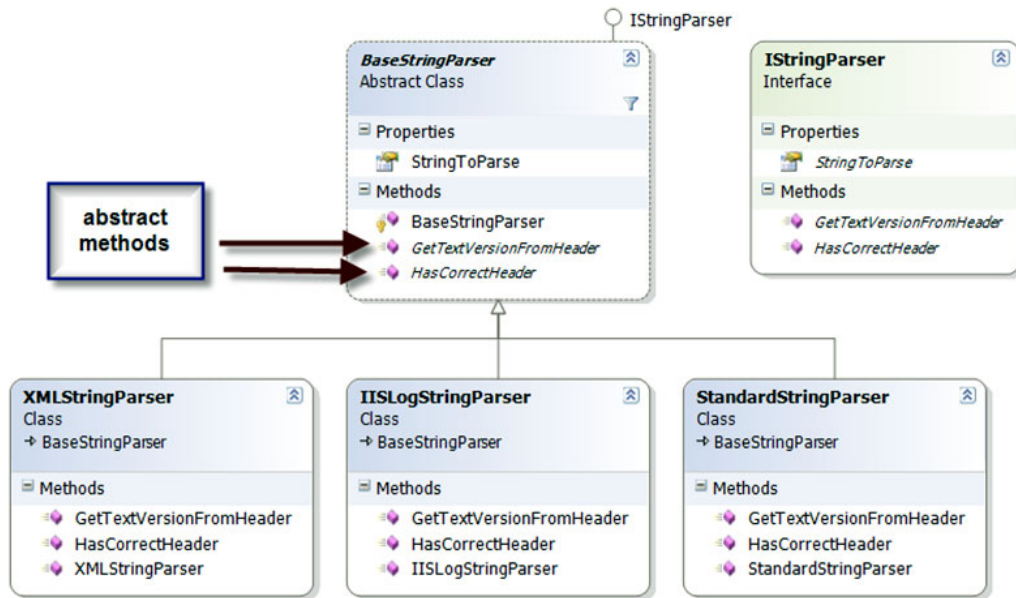 IStringParser
BaseStringParser
Abstract Class
Properties
StringToParse
Methods
BaseStringParser
GetTextVersionFromHeader
HasCorrectHeader
IStringParser
Interface
Properties
StringToParse
Methods
GetTextVersionFromHeader
HasCorrectHeader
abstract
methods
XMLStringParser
Class
BaseStringParser
Methods
GetTextVersionFromHeader
HasCorrectHeader
XMLStringParser
IISLogStringParser
Class
BaseStringParser
Methods
GetTextVersionFromHeader
HasCorrectHeader
IISLogStringParser
StandardStringParser
Class
BaseStringParser
Methods
GetTextVersionFromHeader
HasCorrectHeader
StandardStringParser